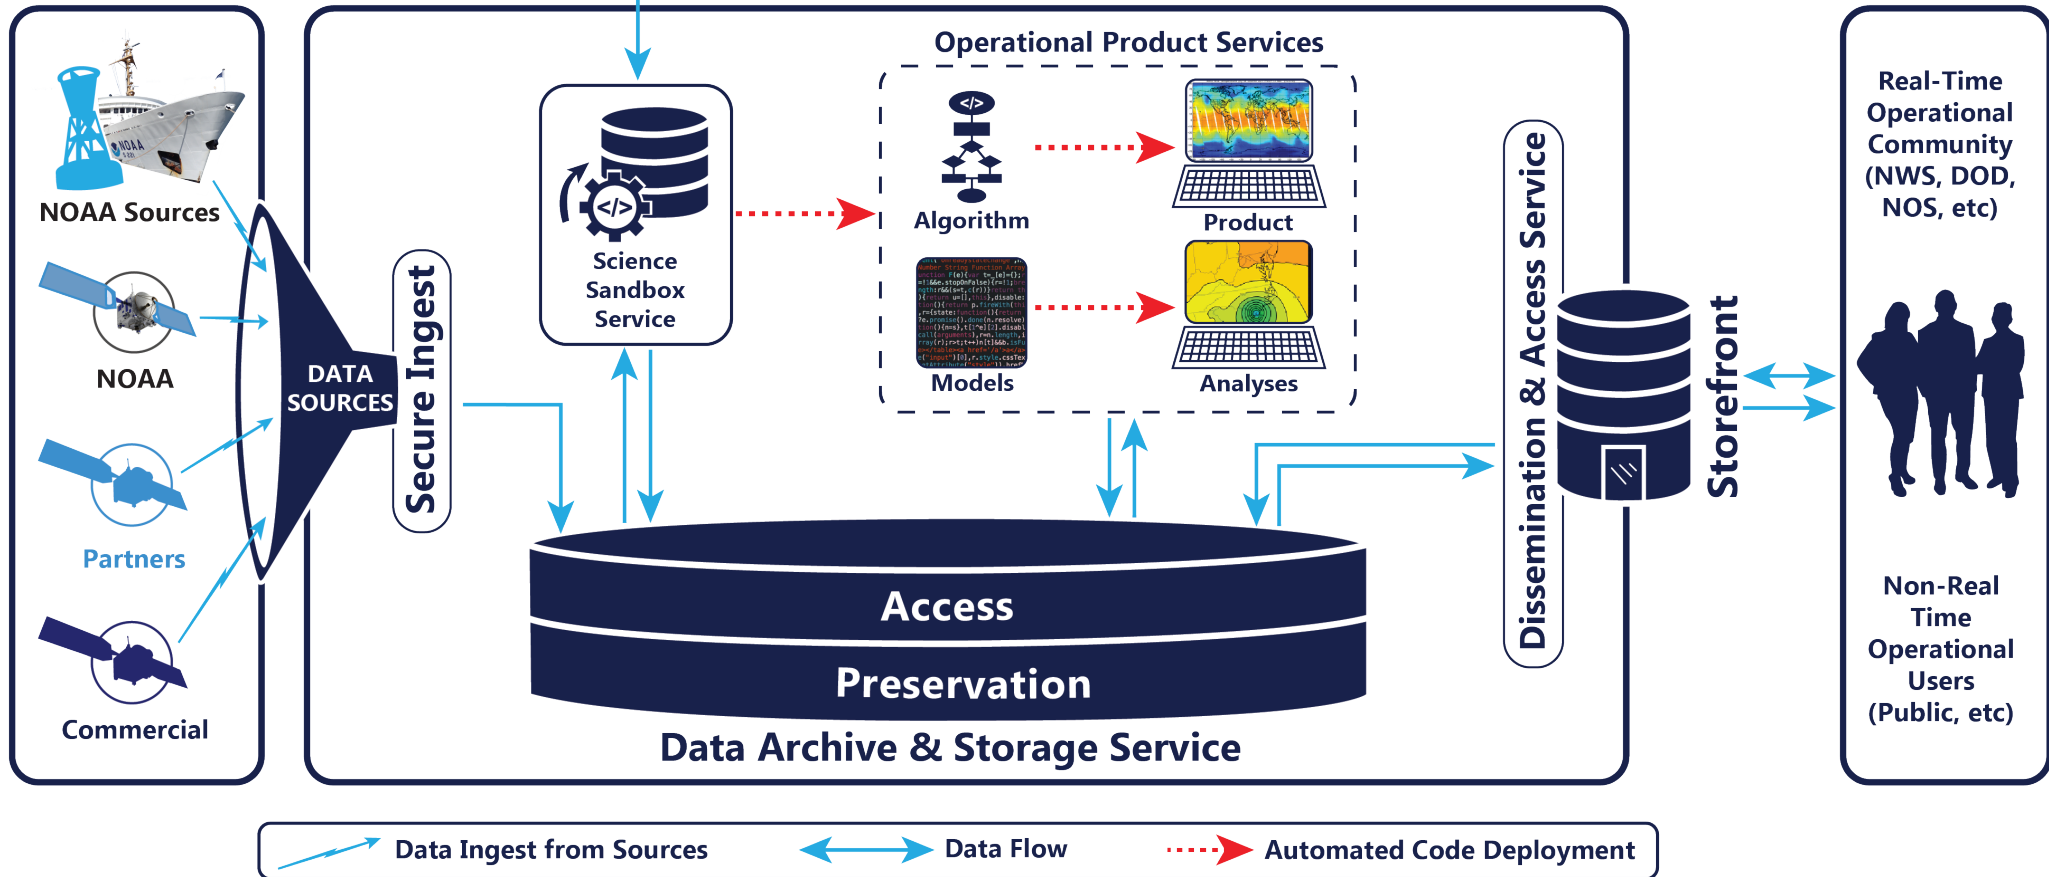 NOAA Sources
NOAA
NOAA
Partners
Commercial
DATA
SOURCES
Secure Ingest
Science
Sandbox
Service
Operational Product Services
</>
</>
Algorithm
Product
Models
Analyses
Access
Preservation
Data Archive & Storage Service
Dissemination & Access Service
Storefront
Real-Time
Operational
Community
(NWS, DOD,
NOS, etc)
Non-Real
Time
Operational
Users
(Public, etc)
Data Ingest from Sources
Data Flow
Automated Code Deployment